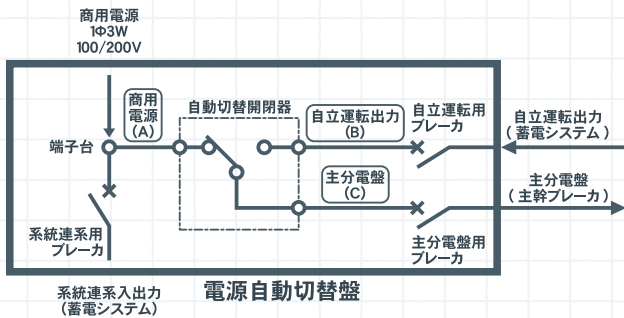 商用電源
1Φ3W
100/200V
商用
電源
(A)
自動切替開閉器
自立運転出力
(B)
自立運転用
ブレーカ
自立運転出力
( 蓄電システム )
端子台
主分電盤
(C)
主分電盤
( 主幹ブレーカ )
系統連系用
ブレーカ
主分電盤用
ブレーカ
系統連系入出力
(蓄電システム)
電源自動切替盤